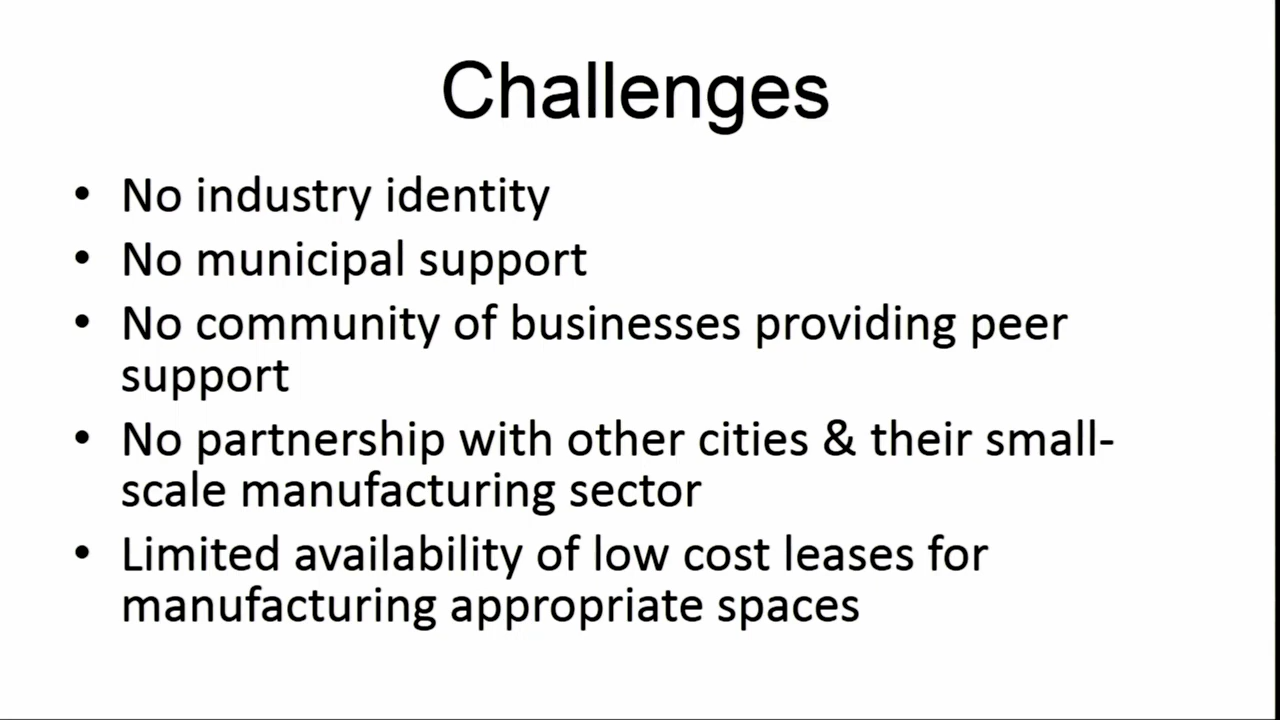 Challenges
• No industry identity
• No municipal support
• No community of businesses providing peer
support
• No partnership with other cities & their small-
scale manufacturing sector
• Limited availability of low cost leases for
manufacturing appropriate spaces